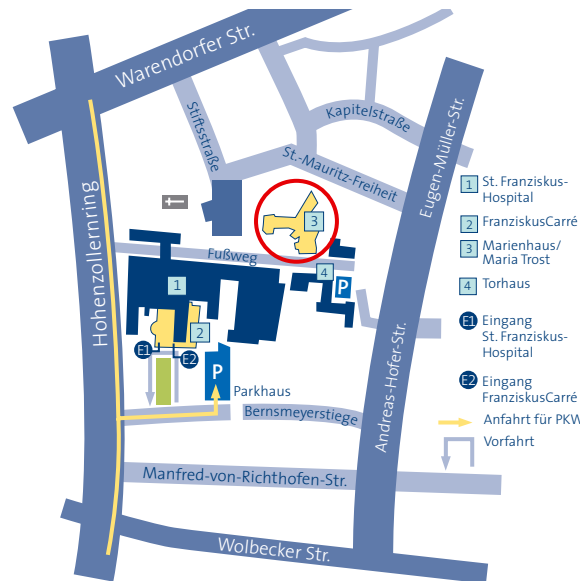 Warendorfer Str.
Stiftsstraße
Kapitelstraße
St.-Mauritz-Freiheit
Eugen-Müller-Str.
Hohenzollernring
Fußweg
1
2
3
4
P
E1
E2
P
Parkhaus
Bernsmeyerstiege
Andreas-Hofer-Str.
Manfred-von-Richthofen-Str.
Wolbecker Str.
1 St. Franziskus-
Hospital
2 FranziskusCarré
3 Marienhaus/
Maria Trost
4 Torhaus
E1 Eingang
St. Franziskus-
Hospital
E2 Eingang
FranziskusCarré
Anfahrt für PKW
Vorfahrt